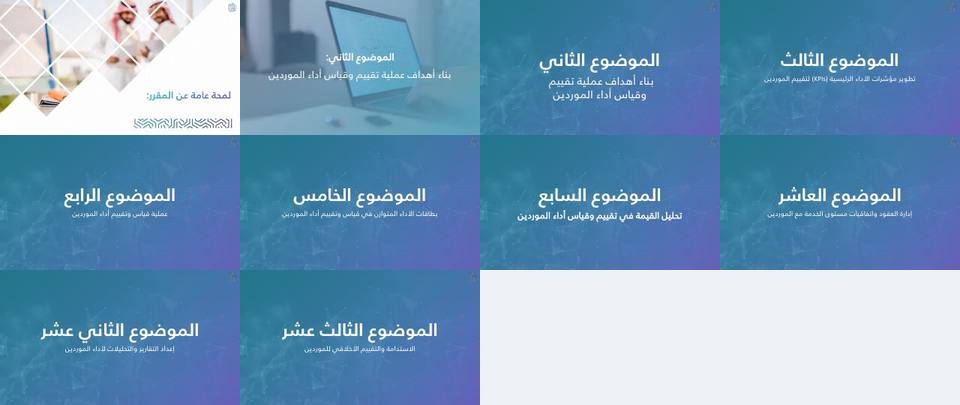 لمحة عامة عن المقرر:
الموضوع الثاني:
بناء أهداف عملية تقييم وقياس أداء الموردين
الموضوع الثاني
بناء أهداف عملية تقييم
وقياس أداء الموردين
الموضوع الثالث
تطوير مؤشرات الأداء الرئيسية (KPIs) لتقييم الموردين
الموضوع الرابع
عملية قياس وتقييم أداء الموردين
الموضوع الخامس
بطاقات الأداء المتوازن في قياس وتقييم أداء الموردين
الموضوع السابع
تحليل القيمة في تقييم وقياس أداء الموردين
الموضوع العاشر
إدارة العقود واتفاقيات مستوى الخدمة مع الموردين
الموضوع الثاني عشر
إعداد التقارير والتحليلات لأداء الموردين
الموضوع الثالث عشر
الاستدامة والتقييم الأخلاقي للموردين